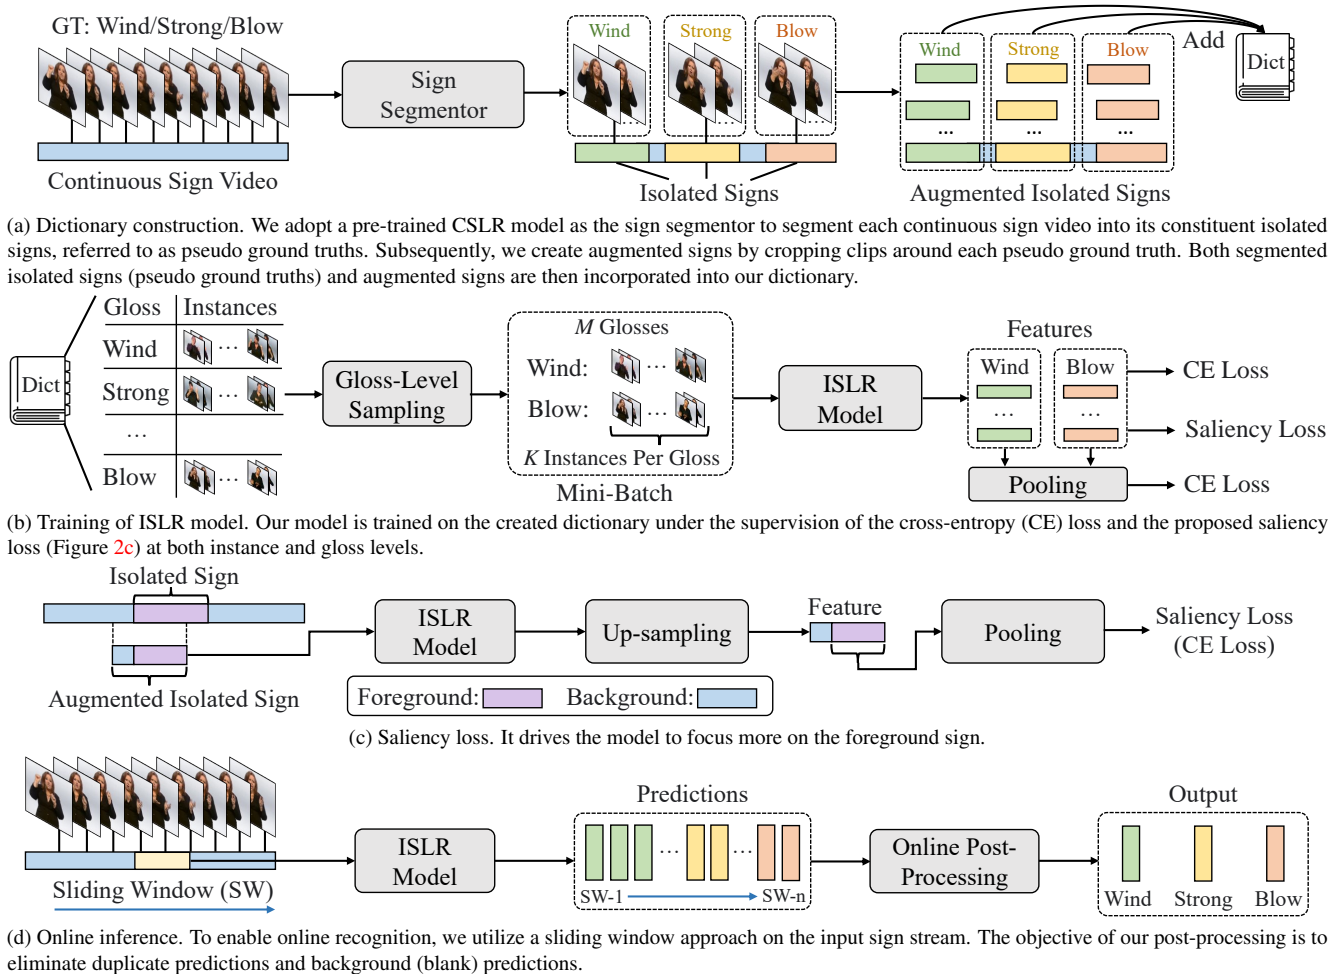 GT: Wind/Strong/Blow
Sign
Segmentor
Wind
Strong
Blow
...
...
...
Wind
Strong
Blow
...
...
...
Add
Dict
Continuous Sign Video
Isolated Signs
Augmented Isolated Signs
(a) Dictionary construction. We adopt a pre-trained CSLR model as the sign segmentor to segment each continuous sign video into its constituent isolated
signs, referred to as pseudo ground truths. Subsequently, we create augmented signs by cropping clips around each pseudo ground truth. Both segmented
isolated signs (pseudo ground truths) and augmented signs are then incorporated into our dictionary.
Dict
Gloss Instances
Wind ...
Strong ...
...
Blow ...
Gloss-Level
Sampling
M Glosses
Wind: ...
Blow: ...
K Instances Per Gloss
Mini-Batch
ISLR
Model
Features
Wind
Blow
...
...
Pooling
CE Loss
Saliency Loss
CE Loss
(b) Training of ISLR model. Our model is trained on the created dictionary under the supervision of the cross-entropy (CE) loss and the proposed saliency
loss (Figure 2c) at both instance and gloss levels.
Isolated Sign
Augmented Isolated Sign
ISLR
Model
Up-sampling
Feature
Pooling
Saliency Loss
(CE Loss)
Foreground:
Background:
(c) Saliency loss. It drives the model to focus more on the foreground sign.
Sliding Window (SW)
ISLR
Model
Predictions
... ...
SW-1
SW-n
Online Post-
Processing
Output
Wind
Strong
Blow
(d) Online inference. To enable online recognition, we utilize a sliding window approach on the input sign stream. The objective of our post-processing is to
eliminate duplicate predictions and background (blank) predictions.